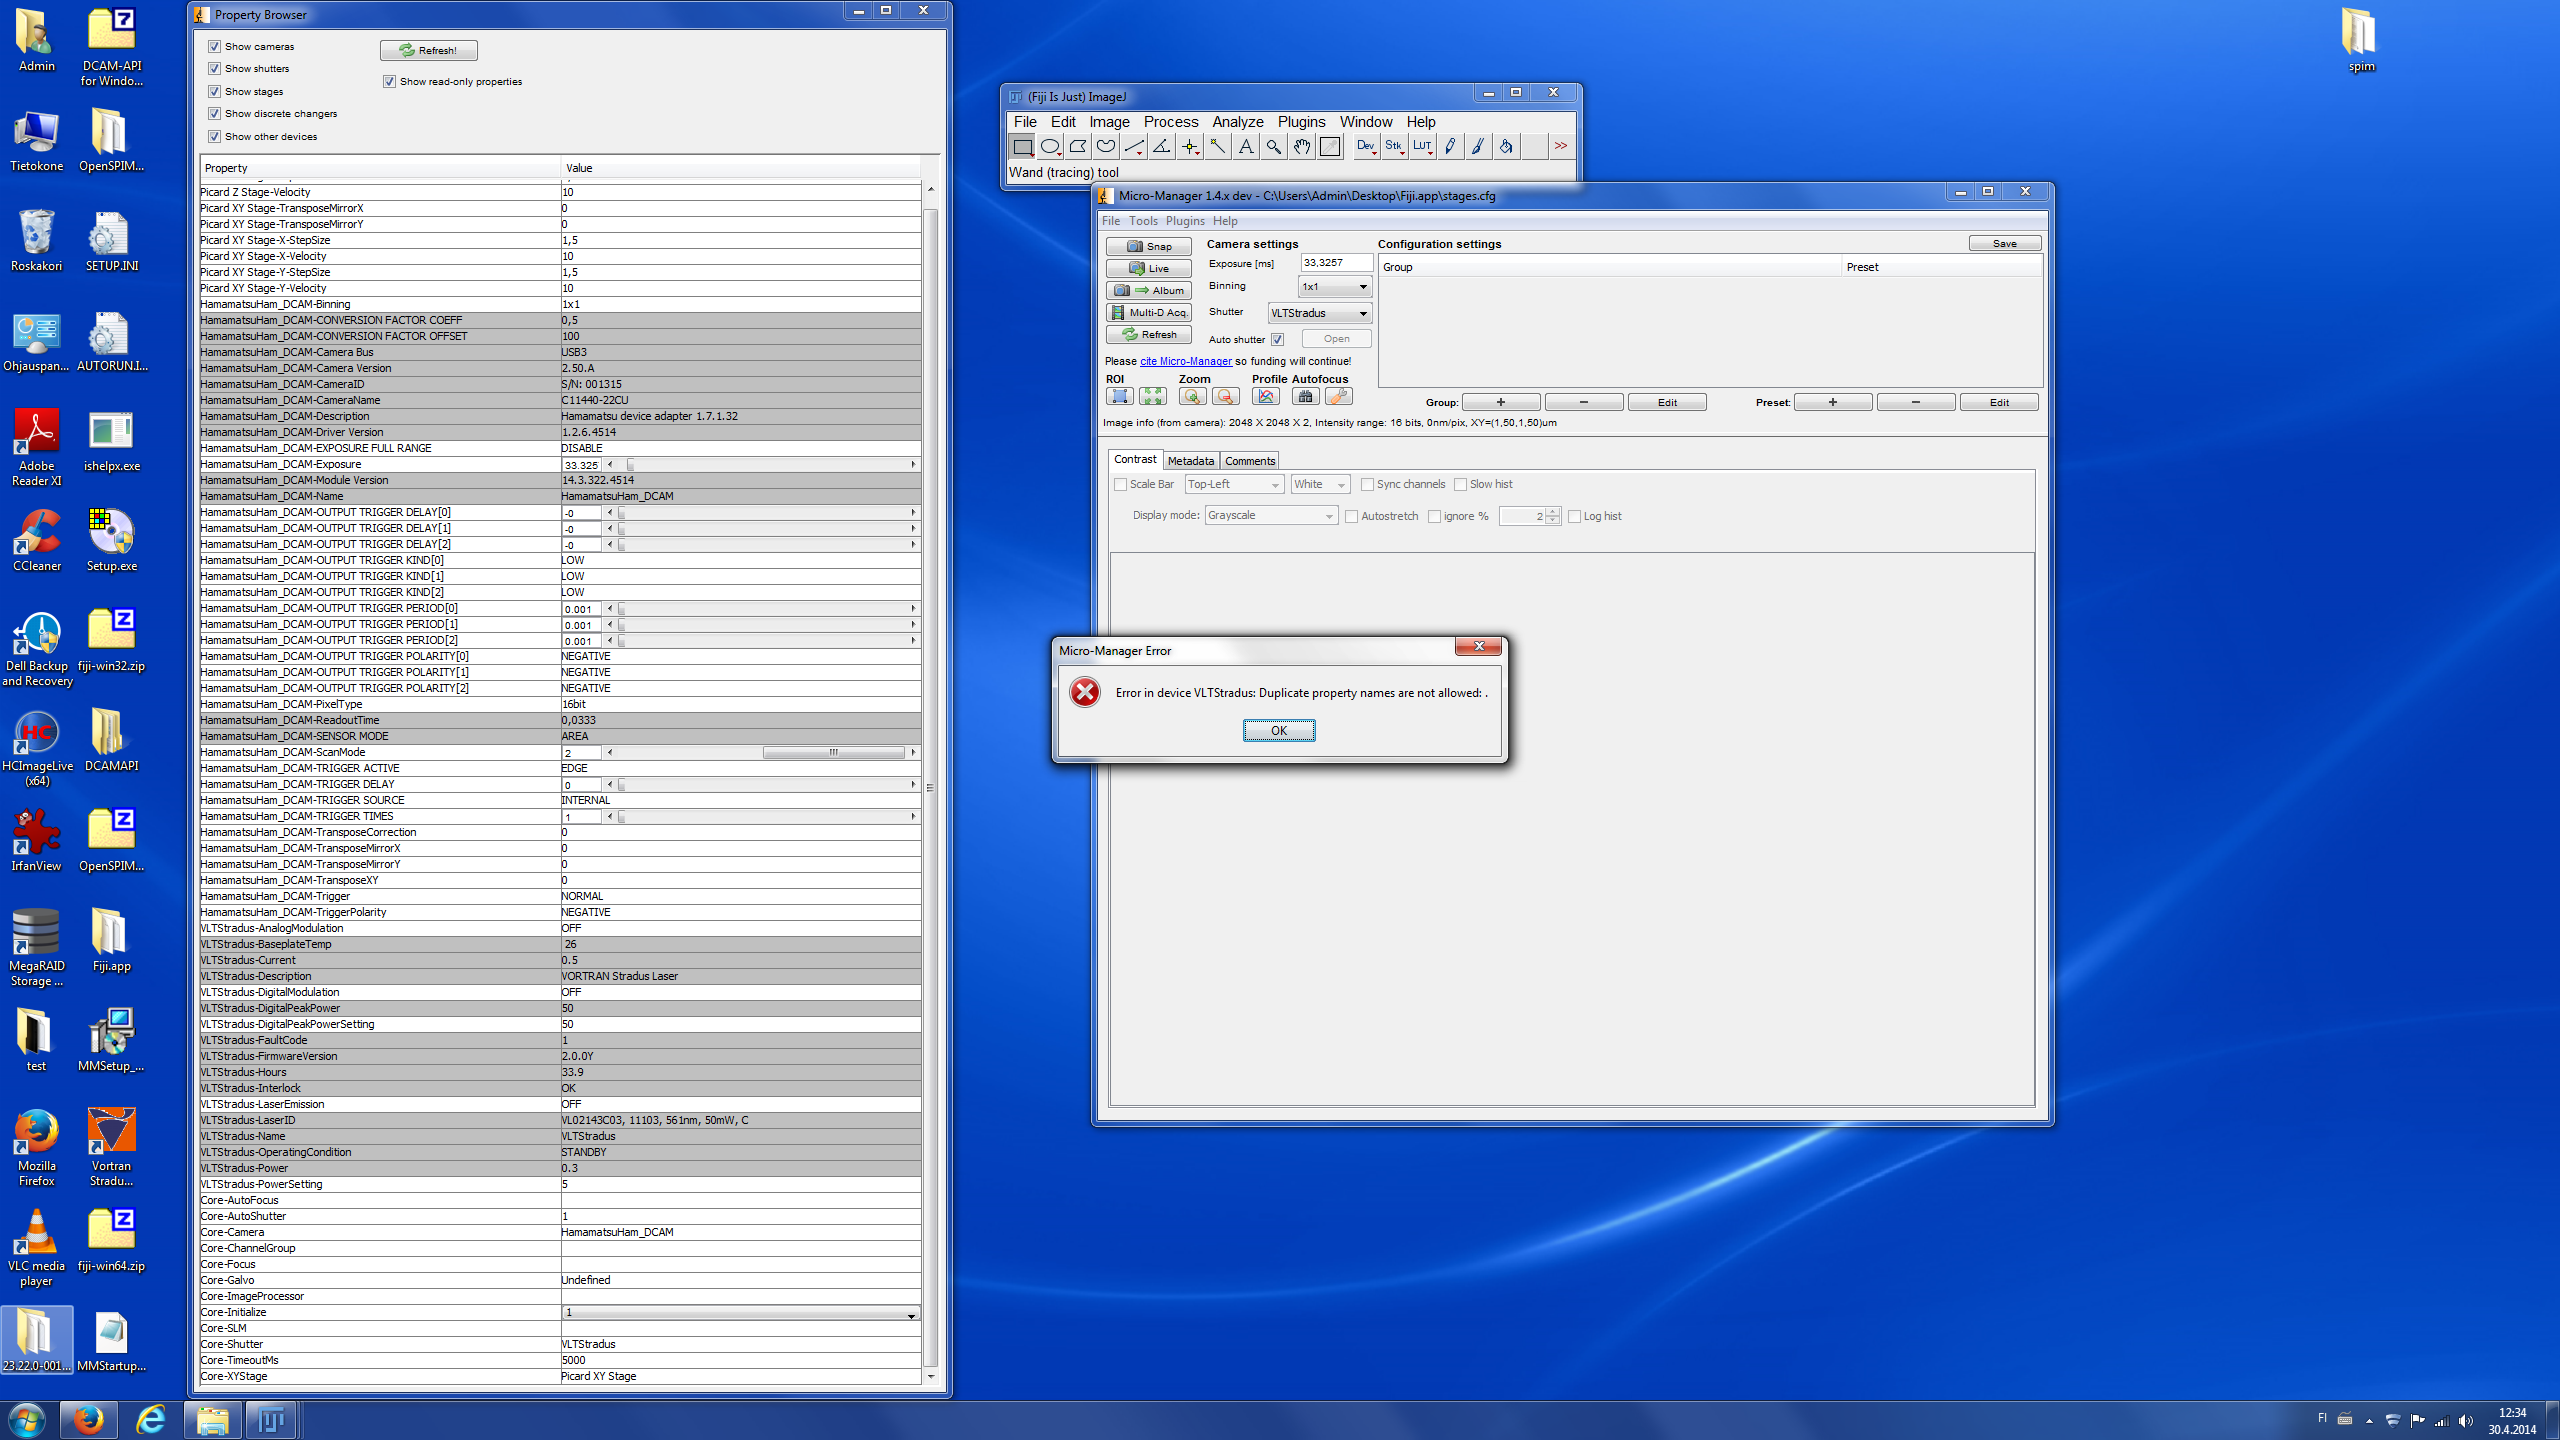 Admin
DCAM-API
for Windo...
Tietokone
OpenSPIM...
Roskakori
SETUP.INI
Ohjauspan...
AUTORUN.I...
Adobe
Reader XI
ishelpx.exe
CCleaner
Setup.exe
Dell Backup
and Recovery
fiji-win32.zip
HCImageLive
(x64)
DCAMAPI
IrfanView
OpenSPIM...
MegaRAID
Storage ...
Fiji.app
test
MMSetup_...
Mozilla
Firefox
Vortran
Stradu...
VLC media
player
fiji-win64.zip
23.22.0-001...
MMStartup...
spim
Property Browser
Show cameras
Show shutters
Show stages
Show discrete changers
Show other devices
Refresh!
Show read-only properties
Property Value
Picard Z Stage-Velocity 10
Picard XY Stage-TransposeMirrorX 0
Picard XY Stage-TransposeMirrorY 0
Picard XY Stage-X-StepSize 1,5
Picard XY Stage-X-Velocity 10
Picard XY Stage-Y-StepSize 1,5
Picard XY Stage-Y-Velocity 10
HamamatsuHam_DCAM-Binning 1x1
HamamatsuHam_DCAM-CONVERSION FACTOR COEFF 0,5
HamamatsuHam_DCAM-CONVERSION FACTOR OFFSET 100
HamamatsuHam_DCAM-Camera Bus USB3
HamamatsuHam_DCAM-Camera Version 2.50.A
HamamatsuHam_DCAM-CameraID S/N: 001315
HamamatsuHam_DCAM-CameraName C11440-22CU
HamamatsuHam_DCAM-Description Hamamatsu device adapter 1.7.1.32
HamamatsuHam_DCAM-Driver Version 1.2.6.4514
HamamatsuHam_DCAM-EXPOSURE FULL RANGE DISABLE
HamamatsuHam_DCAM-Exposure 33.325
HamamatsuHam_DCAM-Module Version 14.3.322.4514
HamamatsuHam_DCAM-Name HamamatsuHam_DCAM
HamamatsuHam_DCAM-OUTPUT TRIGGER DELAY[0] -0
HamamatsuHam_DCAM-OUTPUT TRIGGER DELAY[1] -0
HamamatsuHam_DCAM-OUTPUT TRIGGER DELAY[2] -0
HamamatsuHam_DCAM-OUTPUT TRIGGER KIND[0] LOW
HamamatsuHam_DCAM-OUTPUT TRIGGER KIND[1] LOW
HamamatsuHam_DCAM-OUTPUT TRIGGER KIND[2] LOW
HamamatsuHam_DCAM-OUTPUT TRIGGER PERIOD[0] 0.001
HamamatsuHam_DCAM-OUTPUT TRIGGER PERIOD[1] 0.001
HamamatsuHam_DCAM-OUTPUT TRIGGER PERIOD[2] 0.001
HamamatsuHam_DCAM-OUTPUT TRIGGER POLARITY[0] NEGATIVE
HamamatsuHam_DCAM-OUTPUT TRIGGER POLARITY[1] NEGATIVE
HamamatsuHam_DCAM-OUTPUT TRIGGER POLARITY[2] NEGATIVE
HamamatsuHam_DCAM-PixelType 16bit
HamamatsuHam_DCAM-ReadoutTime 0,0333
HamamatsuHam_DCAM-SENSOR MODE AREA
HamamatsuHam_DCAM-ScanMode 2
HamamatsuHam_DCAM-TRIGGER ACTIVE EDGE
HamamatsuHam_DCAM-TRIGGER DELAY 0
HamamatsuHam_DCAM-TRIGGER SOURCE INTERNAL
HamamatsuHam_DCAM-TRIGGER TIMES 1
HamamatsuHam_DCAM-TransposeCorrection 0
HamamatsuHam_DCAM-TransposeMirrorX 0
HamamatsuHam_DCAM-TransposeMirrorY 0
HamamatsuHam_DCAM-TransposeXY 0
HamamatsuHam_DCAM-Trigger NORMAL
HamamatsuHam_DCAM-TriggerPolarity NEGATIVE
VLTStradus-AnalogModulation OFF
VLTStradus-BaseplateTemp 26
VLTStradus-Current 0.5
VLTStradus-Description VORTRAN Stradus Laser
VLTStradus-DigitalModulation OFF
VLTStradus-DigitalPeakPower 50
VLTStradus-DigitalPeakPowerSetting 50
VLTStradus-FaultCode 1
VLTStradus-FirmwareVersion 2.0.0Y
VLTStradus-Hours 33.9
VLTStradus-Interlock OK
VLTStradus-LaserEmission OFF
VLTStradus-LaserID VL02143C03, 11103, 561nm, 50mW, C
VLTStradus-Name VLTStradus
VLTStradus-OperatingCondition STANDBY
VLTStradus-Power 0.3
VLTStradus-PowerSetting 5
Core-AutoFocus
Core-AutoShutter 1
Core-Camera HamamatsuHam_DCAM
Core-ChannelGroup
Core-Focus
Core-Galvo Undefined
Core-ImageProcessor
Core-Initialize 1
Core-SLM
Core-Shutter VLTStradus
Core-TimeoutMs 5000
Core-XYStage Picard XY Stage
(Fiji Is Just) ImageJ
File Edit Image Process Analyze Plugins Window Help
A Dev Stk LUT >>
Wand (tracing) tool
Micro-Manager 1.4.x dev - C:\Users\Admin\Desktop\Fiji.app\stages.cfg
File Tools Plugins Help
Snap
Live
Album
Multi-D Acq.
Refresh
Camera settings
Exposure [ms] 33,3257
Binning 1x1
Shutter VLTStradus
Auto shutter Open
Configuration settings Save
Group Preset
Please cite Micro-Manager so funding will continue!
ROI Zoom Profile Autofocus
Group: + − Edit Preset: + − Edit
Image info (from camera): 2048 X 2048 X 2, Intensity range: 16 bits, 0nm/pix, XY=(1,50,1,50)um
Contrast Metadata Comments
Scale Bar Top-Left White Sync channels Slow hist
Display mode: Grayscale Autostretch ignore % 2 Log hist
Micro-Manager Error
Error in device VLTStradus: Duplicate property names are not allowed: .
OK
FI
12:34
30.4.2014